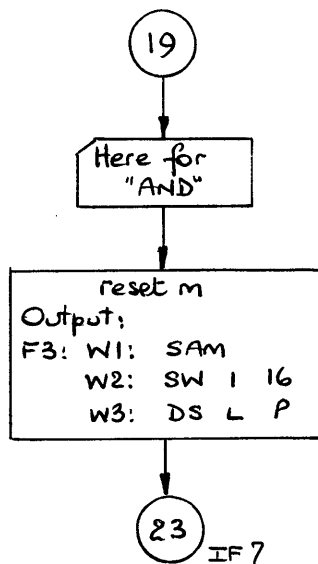 19
Here for
"AND"
reset m
Output:
F3: W1: SAM
W2: SW 1 16
W3: DS L P
23
IF 7